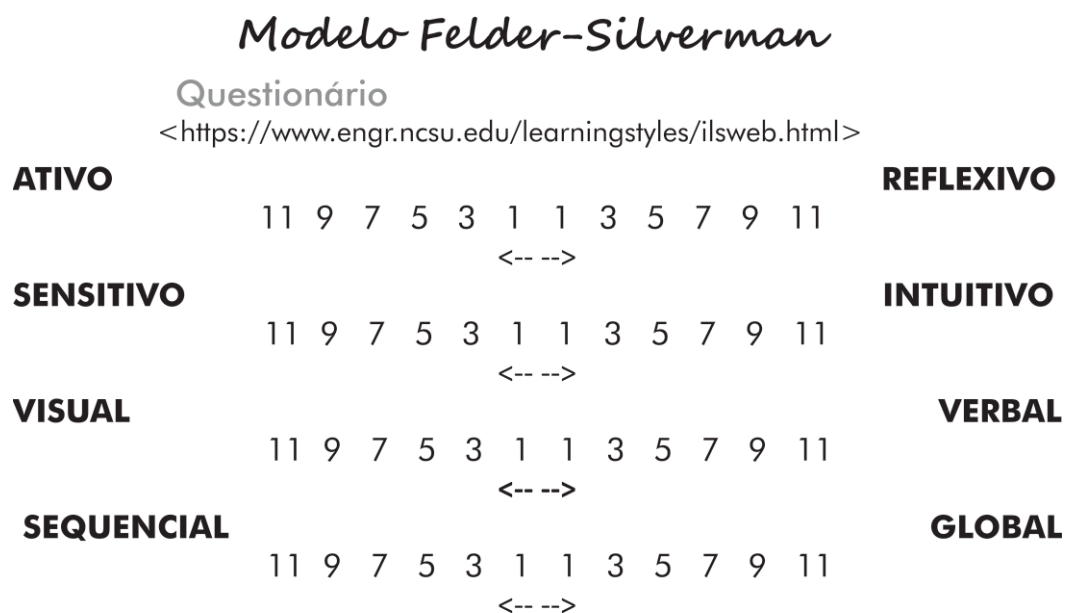 Modelo Felder-Silverman
Questionário
<https://www.engr.ncsu.edu/learningstyles/ilsweb.html>
ATIVO REFLEXIVO
11 9 7 5 3 1 1 3 5 7 9 11
<-- -->
SENSITIVO INTUITIVO
11 9 7 5 3 1 1 3 5 7 9 11
<-- -->
VISUAL VERBAL
11 9 7 5 3 1 1 3 5 7 9 11
<-- -->
SEQUENCIAL GLOBAL
11 9 7 5 3 1 1 3 5 7 9 11
<-- -->